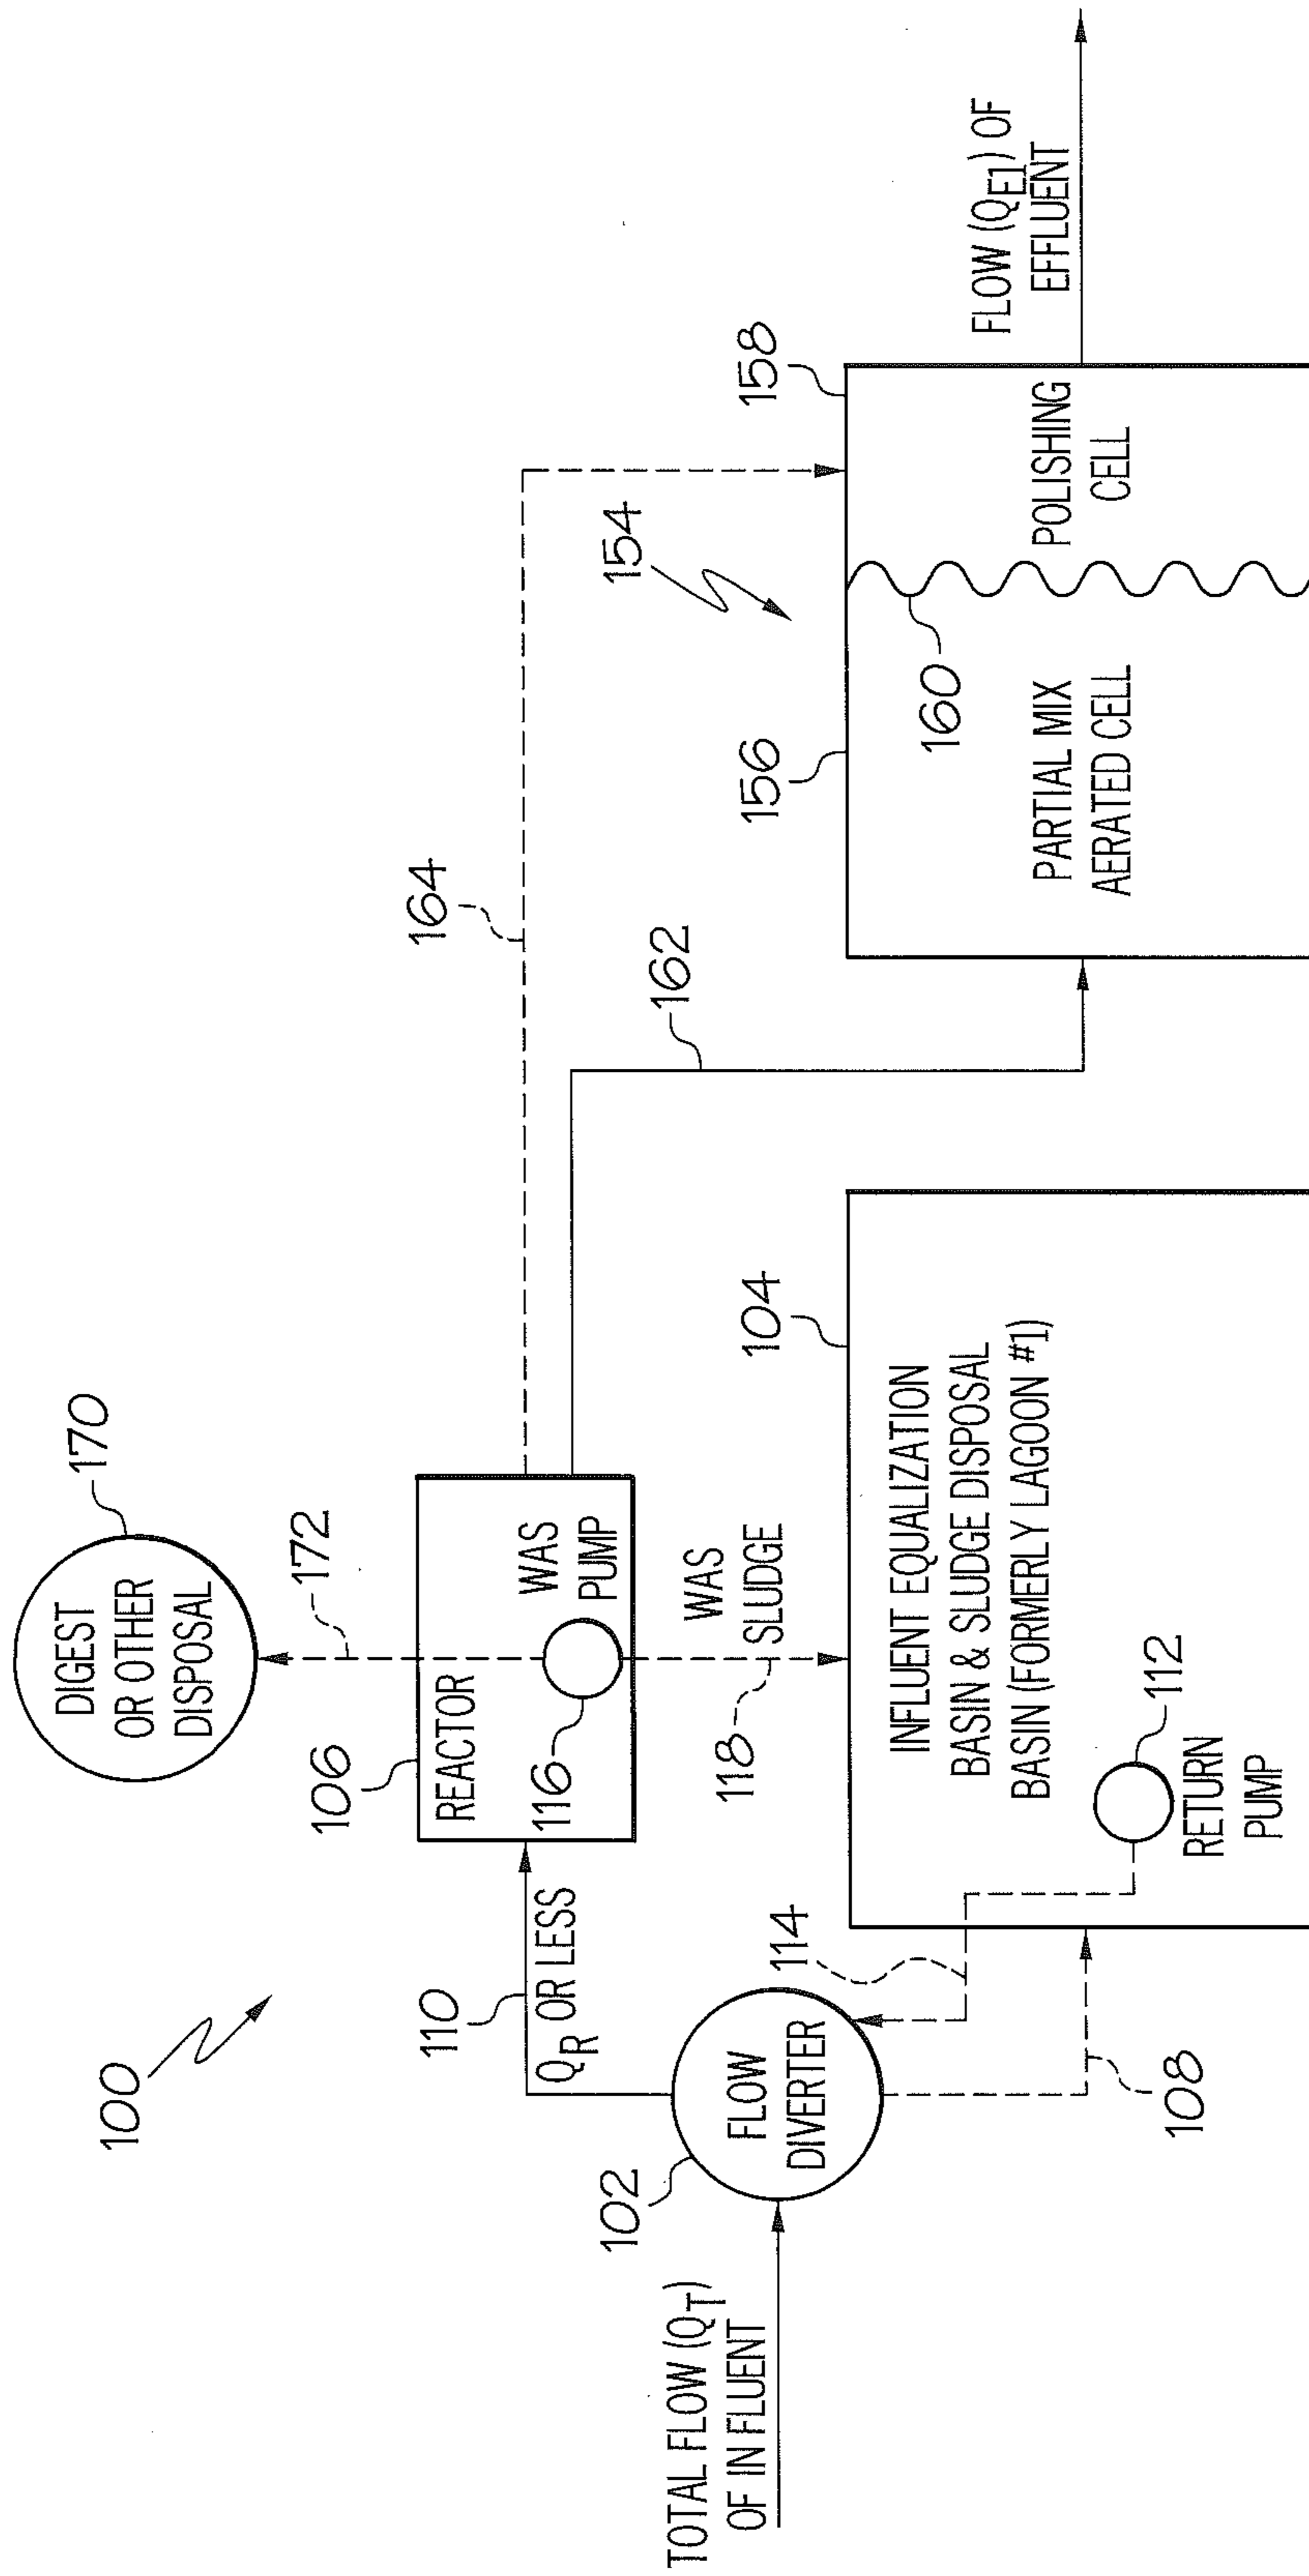 100
DIGEST
OR OTHER
DISPOSAL
170
172
106
REACTOR
116
WAS
PUMP
110
Q_R OR LESS
164
162
WAS
SLUDGE
118
102
FLOW
DIVERTER
TOTAL FLOW (Q_T)
OF IN FLUENT
114
108
104
INFLUENT EQUALIZATION
BASIN & SLUDGE DISPOSAL
BASIN (FORMERLY LAGOON #1)
112
RETURN
PUMP
154
156
158
160
PARTIAL MIX
AERATED CELL
POLISHING
CELL
FLOW (Q_E1) OF
EFFLUENT